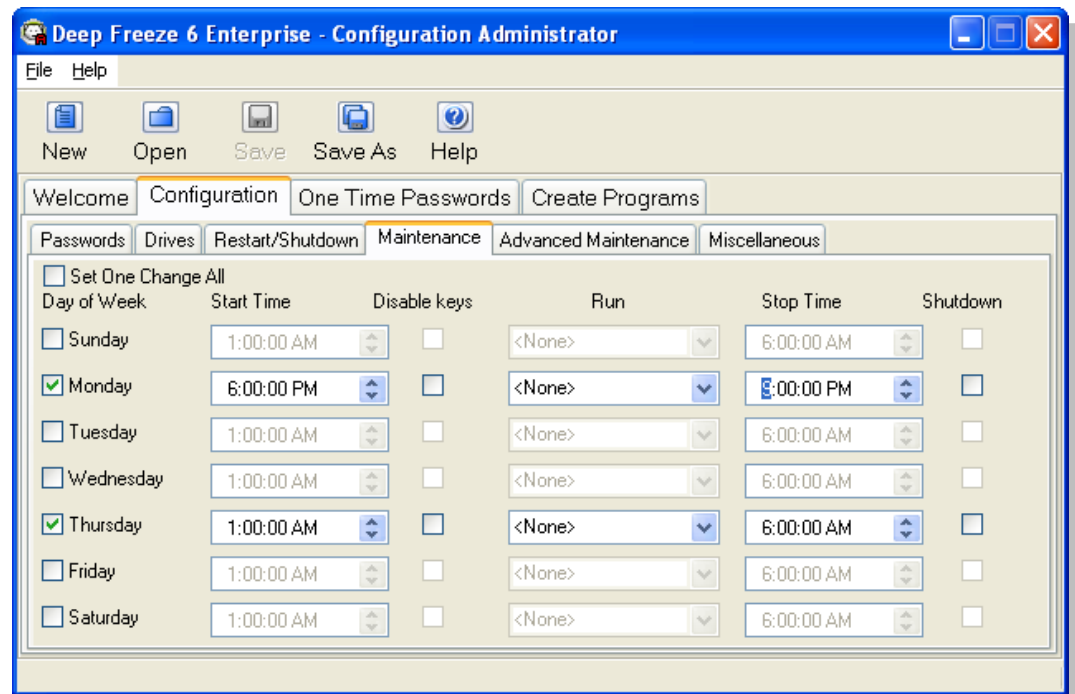 Deep Freeze 6 Enterprise - Configuration Administrator
File Help
New Open Save Save As Help
Welcome Configuration One Time Passwords Create Programs
Passwords Drives Restart/Shutdown Maintenance Advanced Maintenance Miscellaneous
Set One Change All
Day of Week Start Time Disable keys Run Stop Time Shutdown
Sunday 1:00:00 AM <None> 6:00:00 AM
Monday 6:00:00 PM <None> 9:00:00 PM
Tuesday 1:00:00 AM <None> 6:00:00 AM
Wednesday 1:00:00 AM <None> 6:00:00 AM
Thursday 1:00:00 AM <None> 6:00:00 AM
Friday 1:00:00 AM <None> 6:00:00 AM
Saturday 1:00:00 AM <None> 6:00:00 AM